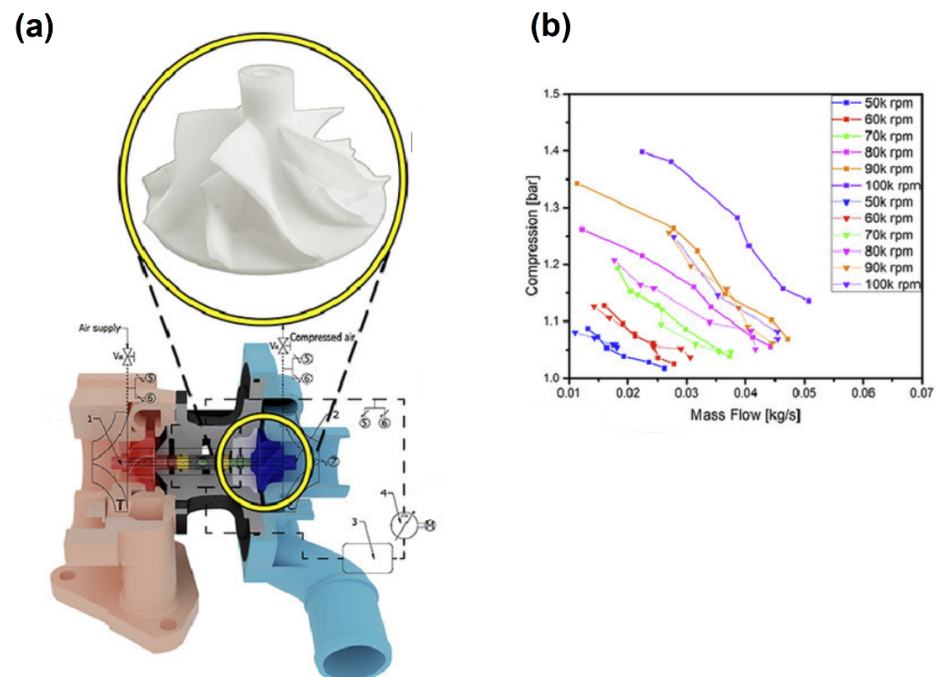 (a)
(b)
Air supply
Compressed air
V
5
6
5
6
1
2
5
6
7
T
4
M
3
1.5
1.4
1.3
1.2
1.1
1.0
Compression [bar]
0.01 0.02 0.03 0.04 0.05 0.06 0.07
Mass Flow [kg/s]
50k rpm
60k rpm
70k rpm
80k rpm
90k rpm
100k rpm
50k rpm
60k rpm
70k rpm
80k rpm
90k rpm
100k rpm